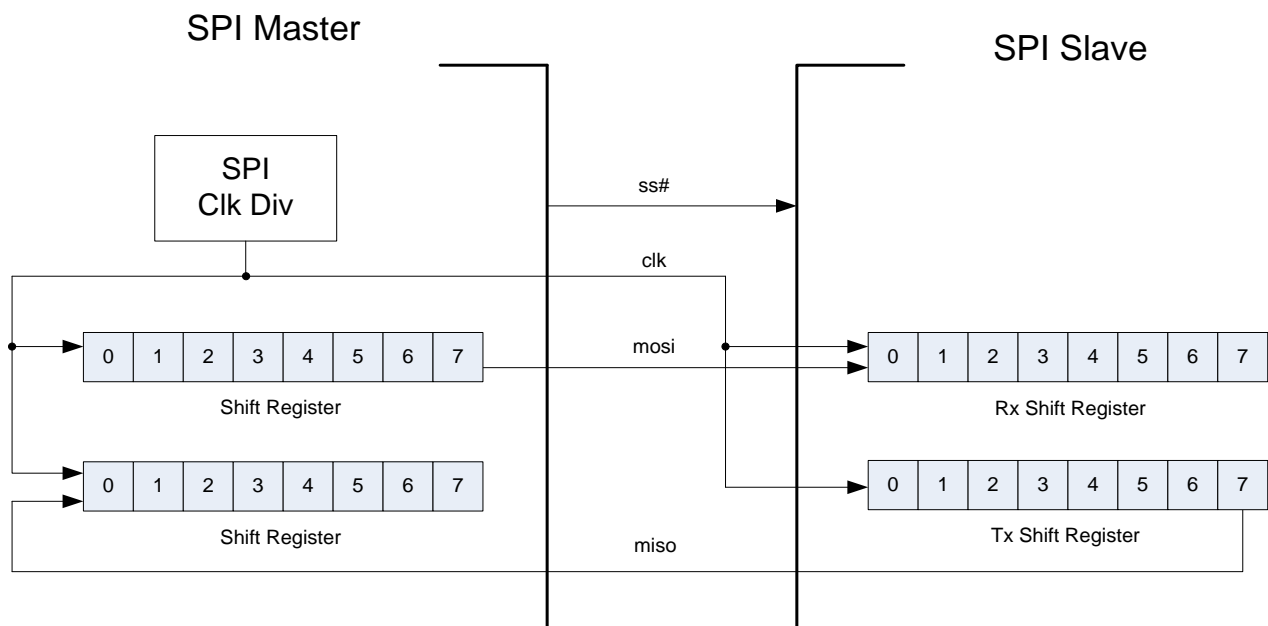 SPI Master
SPI Slave
SPI
Clk Div
ss#
clk
0 1 2 3 4 5 6 7
mosi
0 1 2 3 4 5 6 7
Shift Register
Rx Shift Register
0 1 2 3 4 5 6 7
0 1 2 3 4 5 6 7
Shift Register
Tx Shift Register
miso